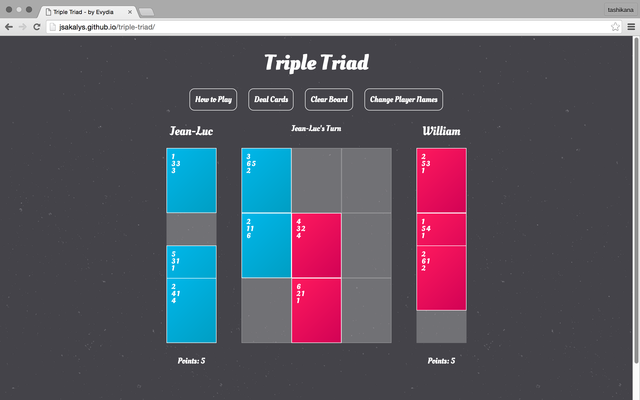 Triple Triad - by Evydia
tashikana
jsakalys.github.io/triple-triad/
Triple Triad
How to Play
Deal Cards
Clear Board
Change Player Names
Jean-Luc
Jean-Luc's Turn
William
1
33
3
5
31
1
2
41
4
3
65
2
2
11
6
4
32
4
6
21
1
2
53
1
1
54
1
2
61
2
Points: 5
Points: 5